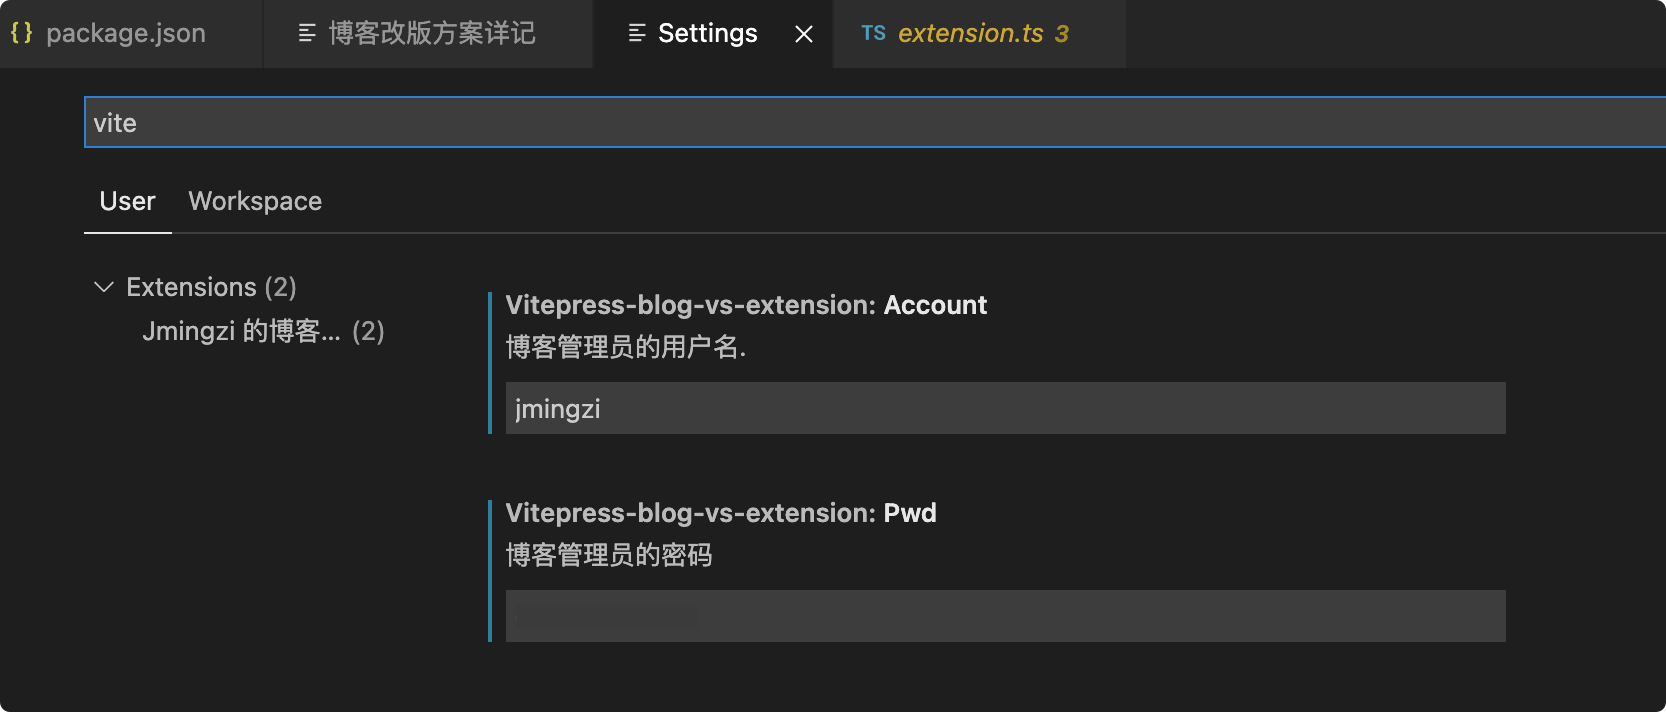 {} package.json
博客改版方案详记
Settings
TS extension.ts 3
vite
User Workspace
Extensions (2)
Jmingzi 的博客... (2)
Vitepress-blog-vs-extension: Account
博客管理员的用户名.
jmingzi
Vitepress-blog-vs-extension: Pwd
博客管理员的密码